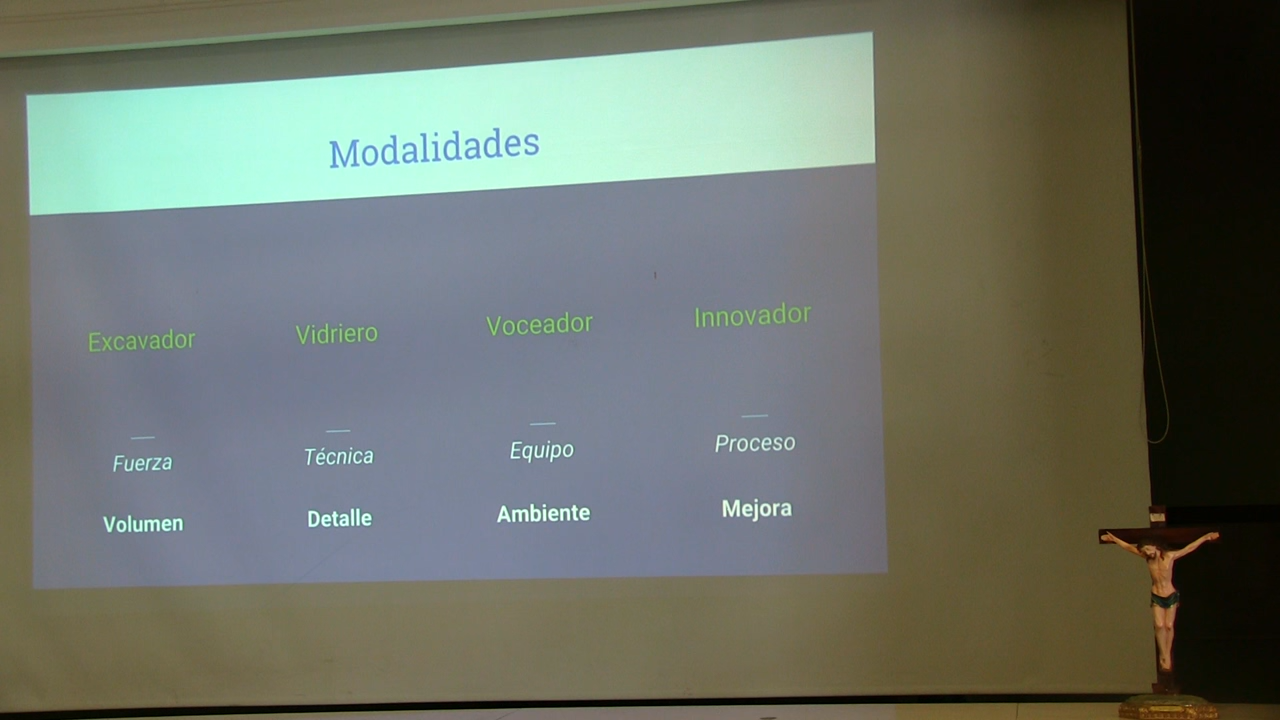 Modalidades
Excavador Vidriero Voceador Innovador
Fuerza Técnica Equipo Proceso
Volumen Detalle Ambiente Mejora